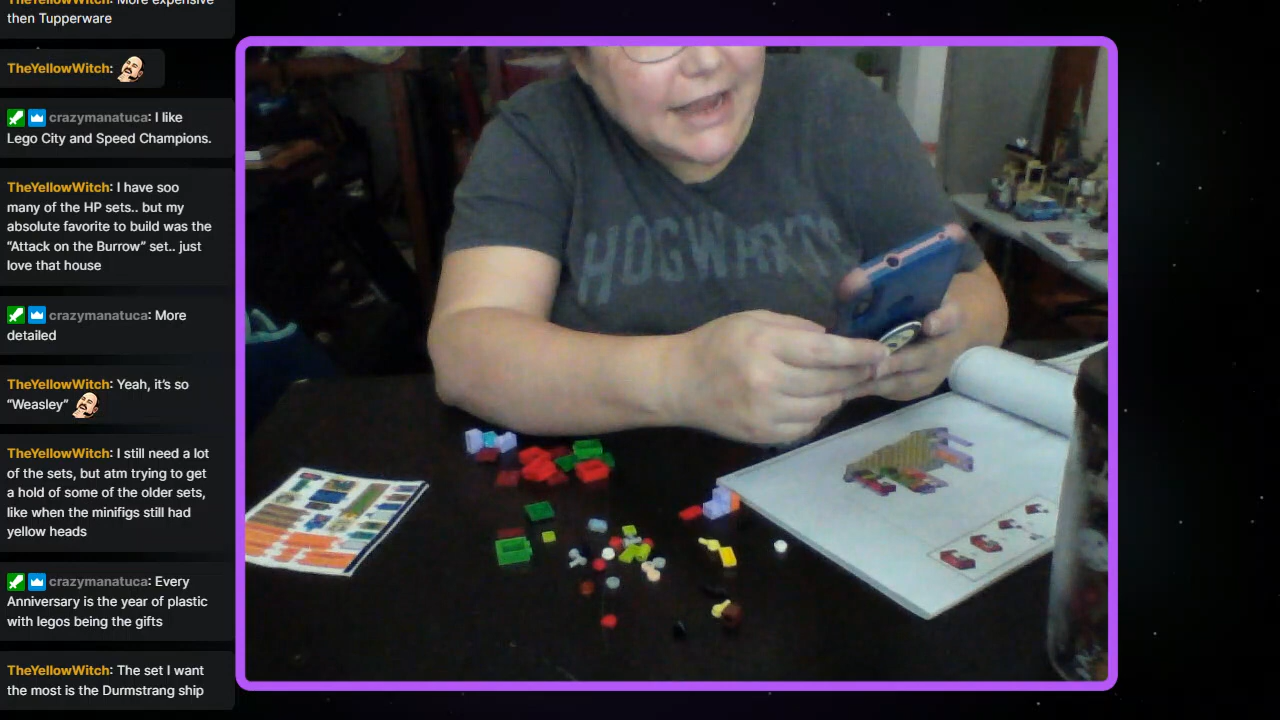 TheYellowWitch: More expensive
then Tupperware
TheYellowWitch:
crazymanatuca: I like
Lego City and Speed Champions.
TheYellowWitch: I have soo
many of the HP sets.. but my
absolute favorite to build was the
“Attack on the Burrow” set.. just
love that house
crazymanatuca: More
detailed
TheYellowWitch: Yeah, it’s so
“Weasley”
TheYellowWitch: I still need a lot
of the sets, but atm trying to get
a hold of some of the older sets,
like when the minifigs still had
yellow heads
crazymanatuca: Every
Anniversary is the year of plastic
with legos being the gifts
TheYellowWitch: The set I want
the most is the Durmstrang ship
HOGWARTS